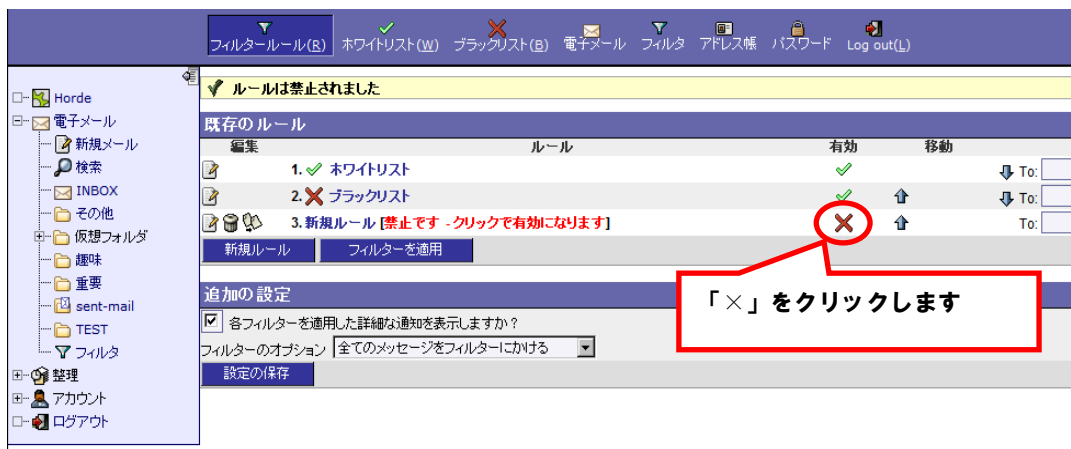 フィルタールール(R) ホワイトリスト(W) ブラックリスト(B) 電子メール フィルタ アドレス帳 パスワード Log out(L)
Horde
電子メール
新規メール
検索
INBOX
その他
仮想フォルダ
趣味
重要
sent-mail
TEST
フィルタ
整理
アカウント
ログアウト
ルールは禁止されました
既存のルール
編集 ルール 有効 移動
1. ホワイトリスト To:
2. ブラックリスト To:
3. 新規ルール [禁止です - クリックで有効になります] To:
新規ルール フィルターを適用
「×」をクリックします
追加の設定
各フィルターを適用した詳細な通知を表示しますか？
フィルターのオプション 全てのメッセージをフィルターにかける
設定の保存